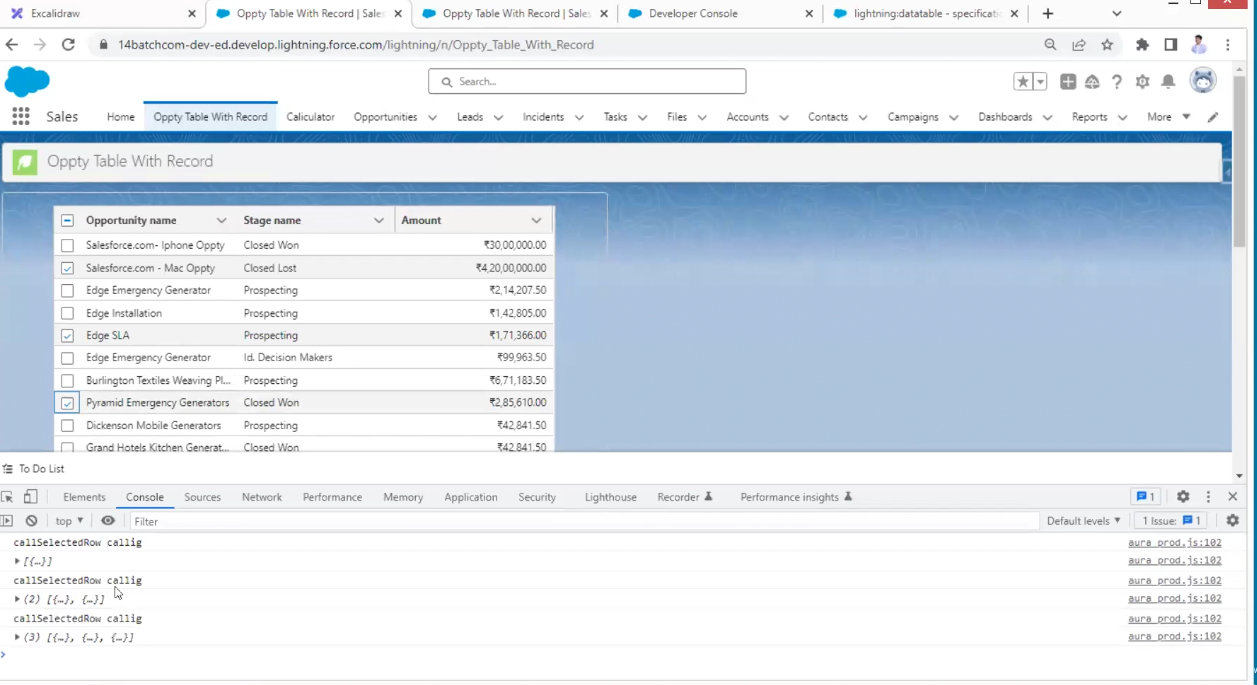 Excalidraw
Oppty Table With Record | Sales
Oppty Table With Record | Sales
Developer Console
lightning:datatable - specificatic
14batchcom-dev-ed.develop.lightning.force.com/lightning/n/Oppty_Table_With_Record
Search...
Sales Home Oppty Table With Record Calculator Opportunities Leads Incidents Tasks Files Accounts Contacts Campaigns Dashboards Reports More
Oppty Table With Record
Opportunity name Stage name Amount
Salesforce.com- Iphone Oppty Closed Won ₹30,00,000.00
Salesforce.com - Mac Oppty Closed Lost ₹4,20,00,000.00
Edge Emergency Generator Prospecting ₹2,14,207.50
Edge Installation Prospecting ₹1,42,805.00
Edge SLA Prospecting ₹1,71,366.00
Edge Emergency Generator Id. Decision Makers ₹99,963.50
Burlington Textiles Weaving Pl... Prospecting ₹6,71,183.50
Pyramid Emergency Generators Closed Won ₹2,85,610.00
Dickenson Mobile Generators Prospecting ₹42,841.50
Grand Hotels Kitchen Generat... Closed Won ₹42,841.50
To Do List
Elements Console Sources Network Performance Memory Application Security Lighthouse Recorder Performance insights 1
top Filter Default levels 1 Issue: 1
callSelectedRow callig aura_prod.js:102
[{…}] aura_prod.js:102
callSelectedRow callig aura_prod.js:102
(2) [{…}, {…}] aura_prod.js:102
callSelectedRow callig aura_prod.js:102
(3) [{…}, {…}, {…}] aura_prod.js:102